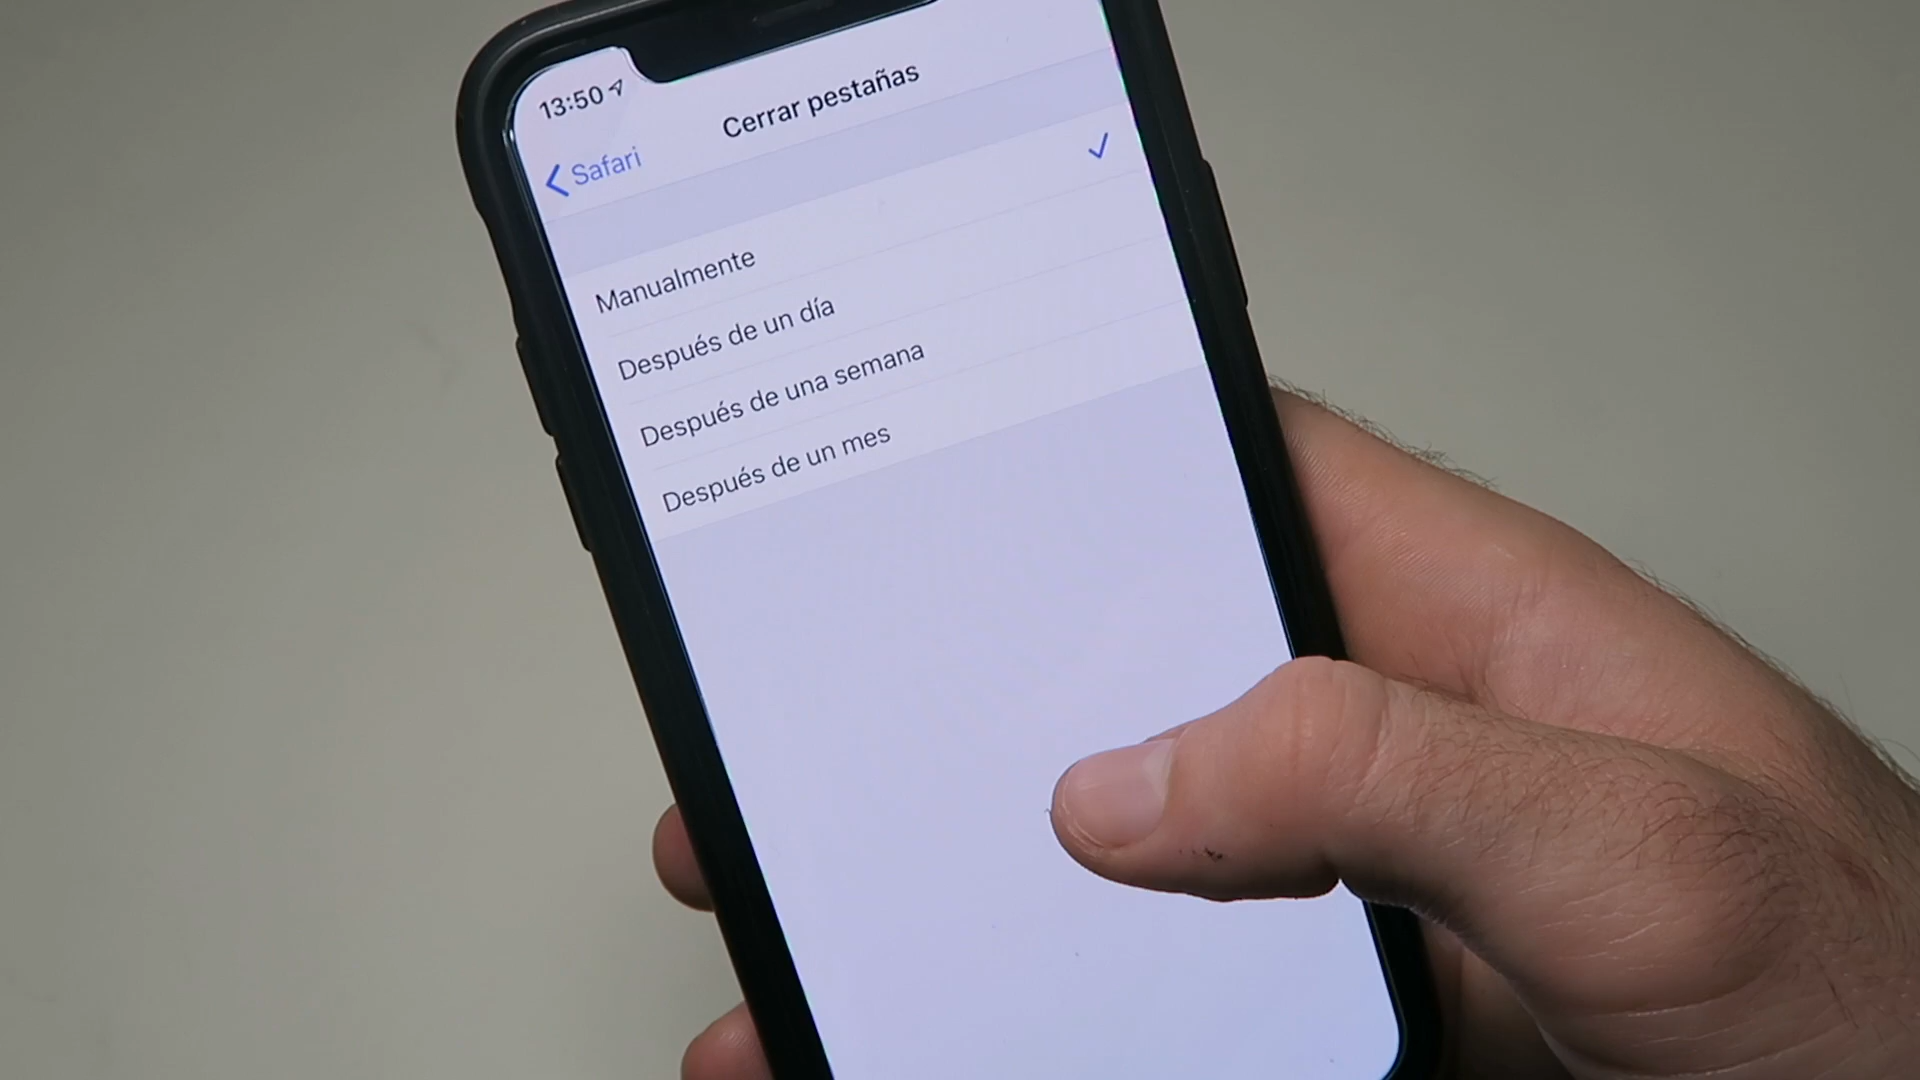 13:50
Cerrar pestañas
Safari
Manualmente
Después de un día
Después de una semana
Después de un mes